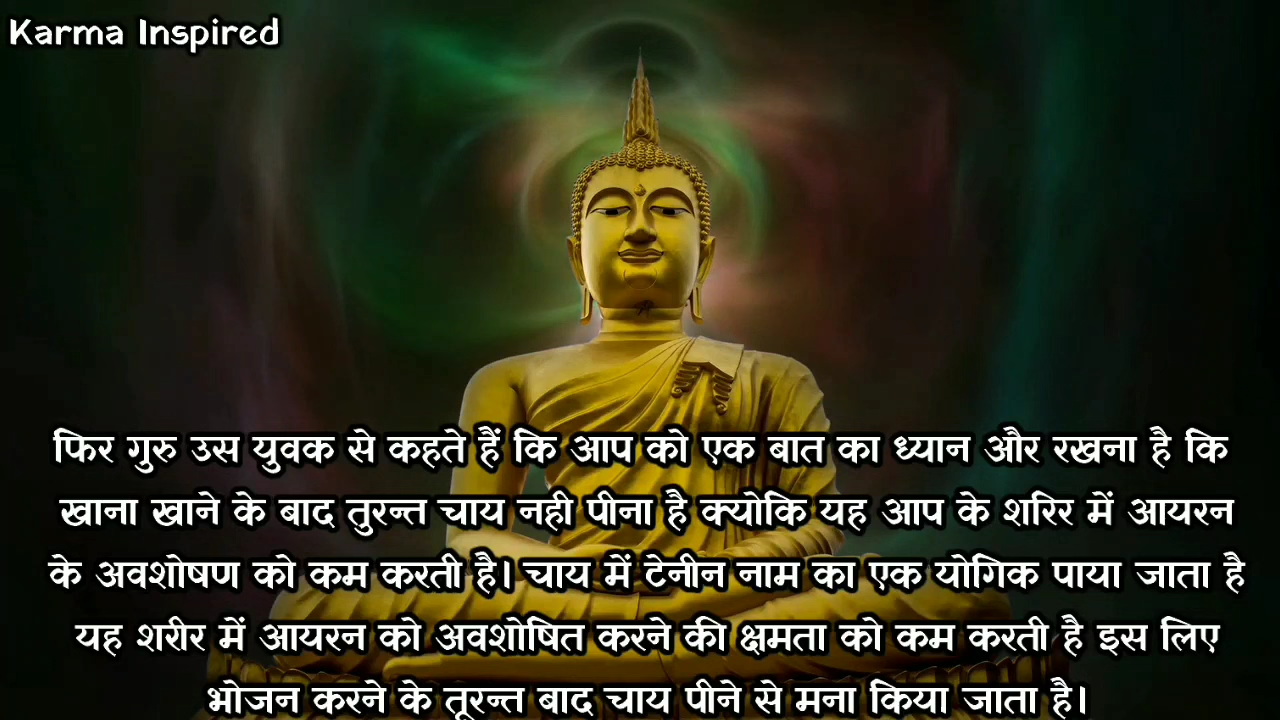 Karma Inspired
फिर गुरु उस युवक से कहते हैं कि आप को एक बात का ध्यान और रखना है कि
खाना खाने के बाद तुरन्त चाय नही पीना है क्योकि यह आप के शरिर में आयरन
के अवशोषण को कम करती है। चाय में टेनीन नाम का एक योगिक पाया जाता है
यह शरीर में आयरन को अवशोषित करने की क्षमता को कम करती है इस लिए
भोजन करने के तूरन्त बाद चाय पीने से मना किया जाता है।